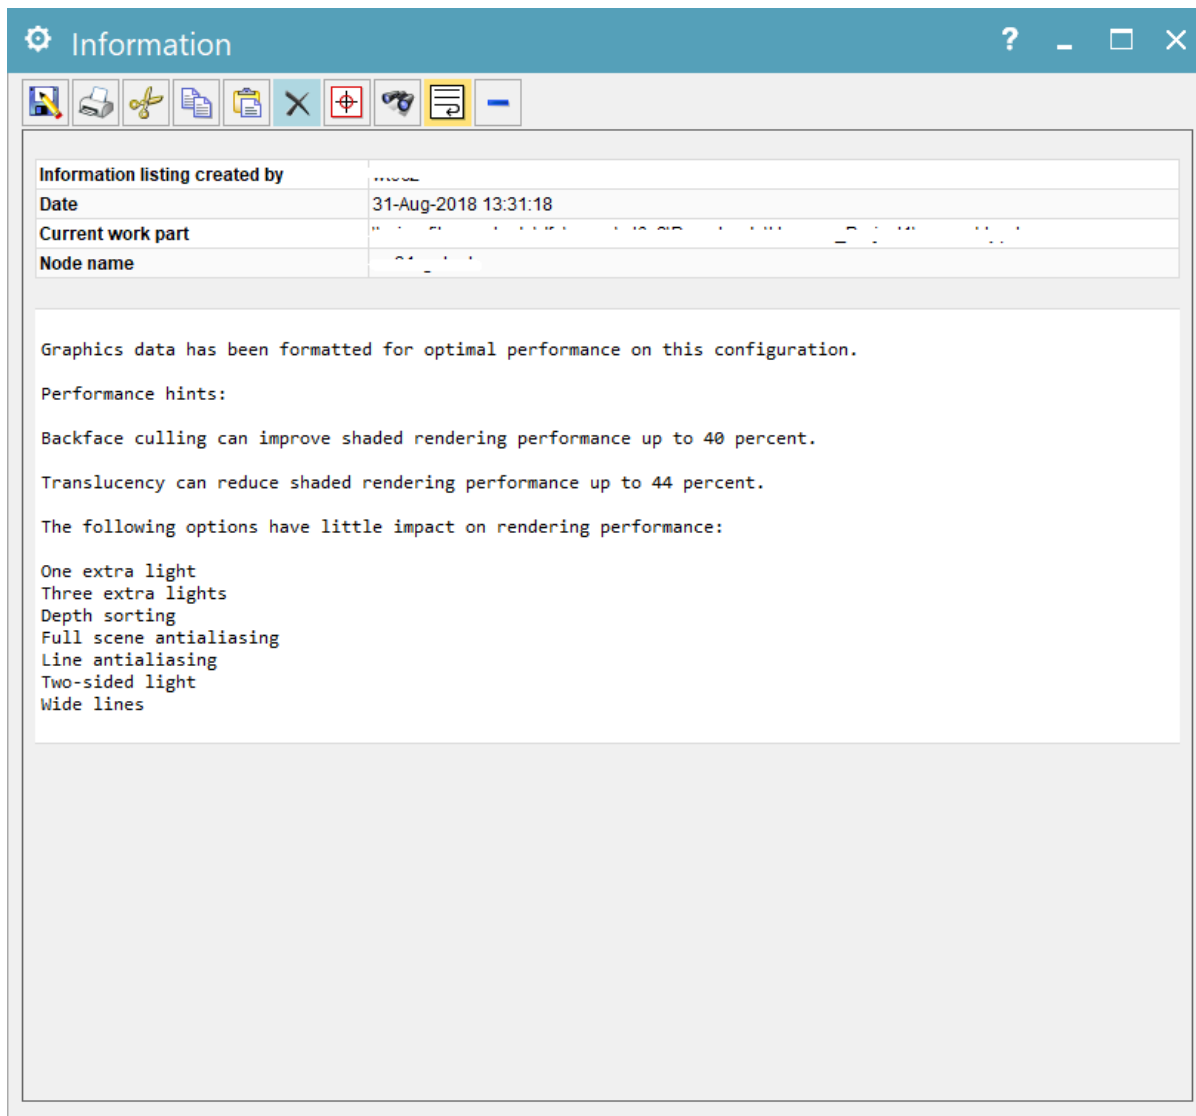 Information
Information listing created by
Date 31-Aug-2018 13:31:18
Current work part
Node name
Graphics data has been formatted for optimal performance on this configuration.
Performance hints:
Backface culling can improve shaded rendering performance up to 40 percent.
Translucency can reduce shaded rendering performance up to 44 percent.
The following options have little impact on rendering performance:
One extra light
Three extra lights
Depth sorting
Full scene antialiasing
Line antialiasing
Two-sided light
Wide lines